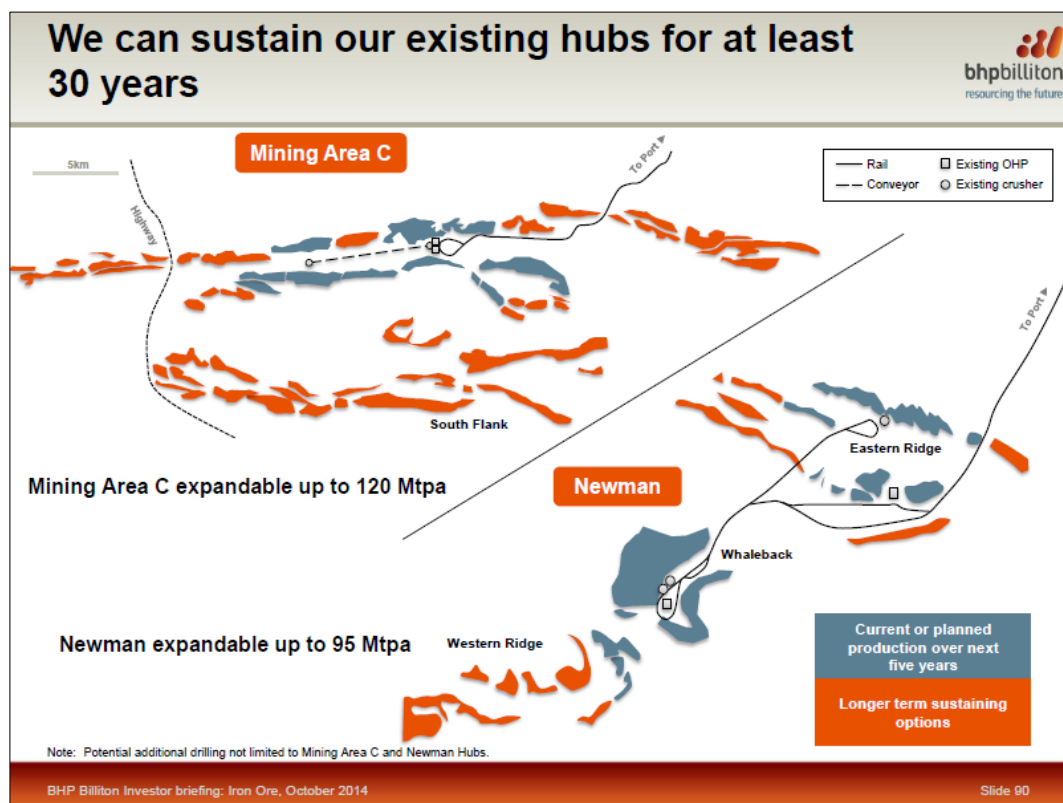 We can sustain our existing hubs for at least
30 years
bhpbilliton
resourcing the future
Mining Area C
5km
To Port
Rail
Existing OHP
Conveyor
Existing crusher
Highway
South Flank
Mining Area C expandable up to 120 Mtpa
To Port
Eastern Ridge
Newman
Whaleback
Newman expandable up to 95 Mtpa
Western Ridge
Current or planned
production over next
five years
Longer term sustaining
options
Note: Potential additional drilling not limited to Mining Area C and Newman Hubs.
BHP Billiton Investor briefing: Iron Ore, October 2014
Slide 90